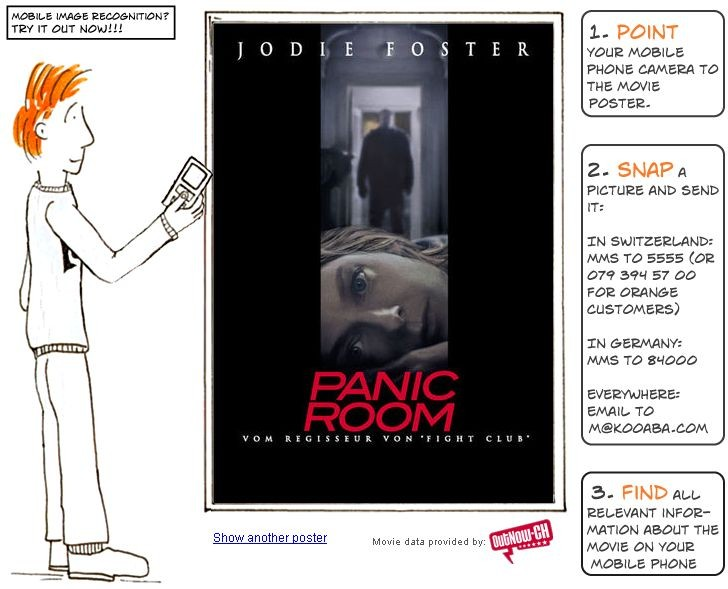 MOBILE IMAGE RECOGNITION?
TRY IT OUT NOW!!!
JODIE FOSTER
PANIC
ROOM
VOM REGISSEUR VON "FIGHT CLUB"
Show another poster
Movie data provided by:
OutNow.CH
1. POINT
YOUR MOBILE
PHONE CAMERA TO
THE MOVIE
POSTER.
2. SNAP A
PICTURE AND SEND
IT:
IN SWITZERLAND:
MMS TO 5555 (OR
079 394 57 00
FOR ORANGE
CUSTOMERS)
IN GERMANY:
MMS TO 84000
EVERYWHERE:
EMAIL TO
M@KOOABA.COM
3. FIND ALL
RELEVANT INFOR-
MATION ABOUT THE
MOVIE ON YOUR
MOBILE PHONE